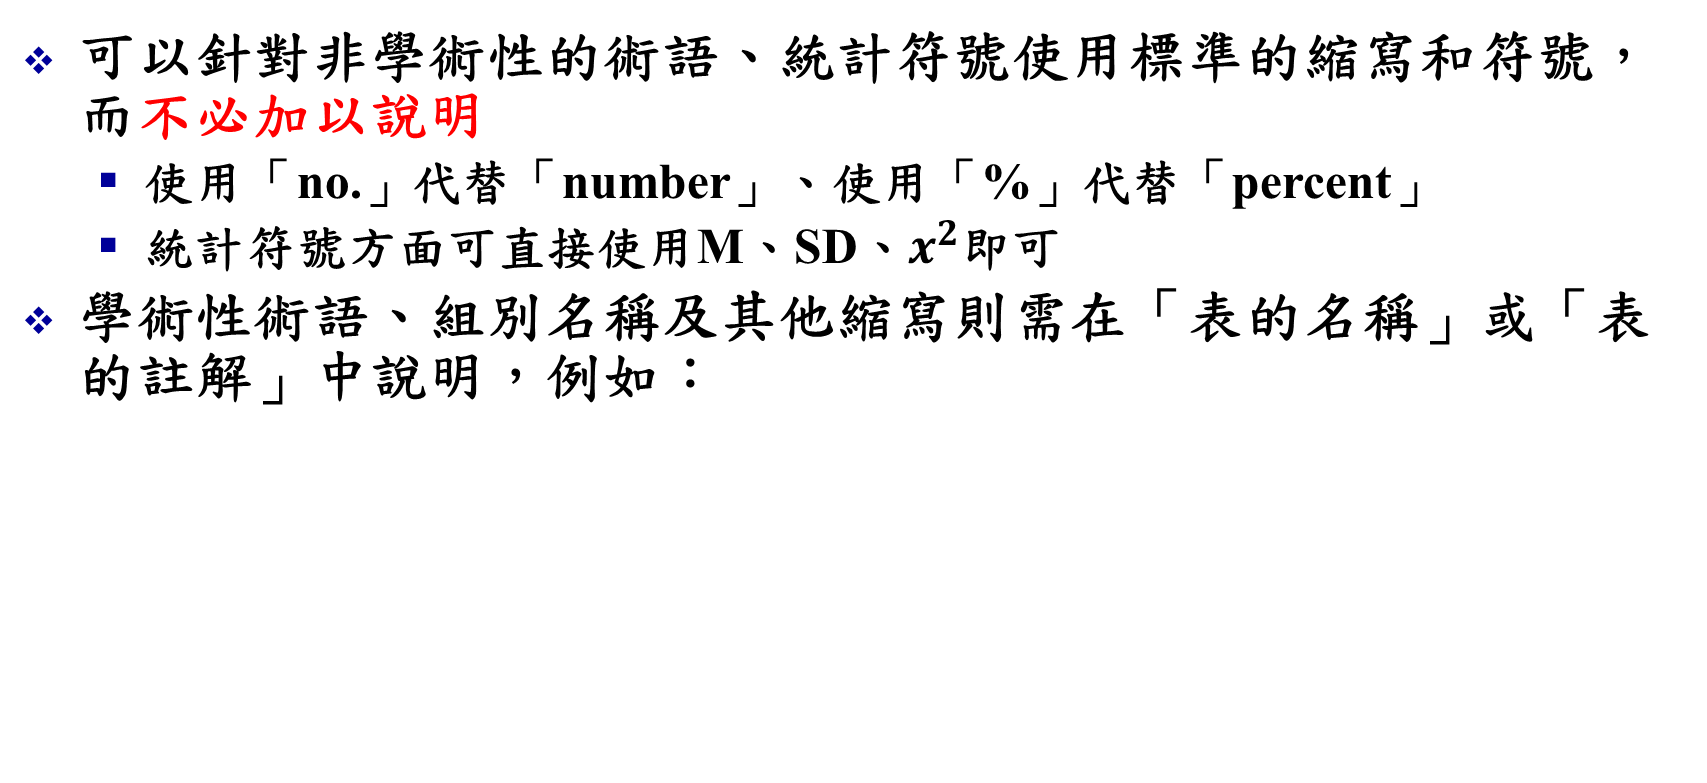 ❖ 可以針對非學術性的術語、統計符號使用標準的縮寫和符號，
而不必加以說明
▪ 使用「no.」代替「number」、使用「%」代替「percent」
▪ 統計符號方面可直接使用M、SD、x²即可
❖ 學術性術語、組別名稱及其他縮寫則需在「表的名稱」或「表
的註解」中說明，例如：